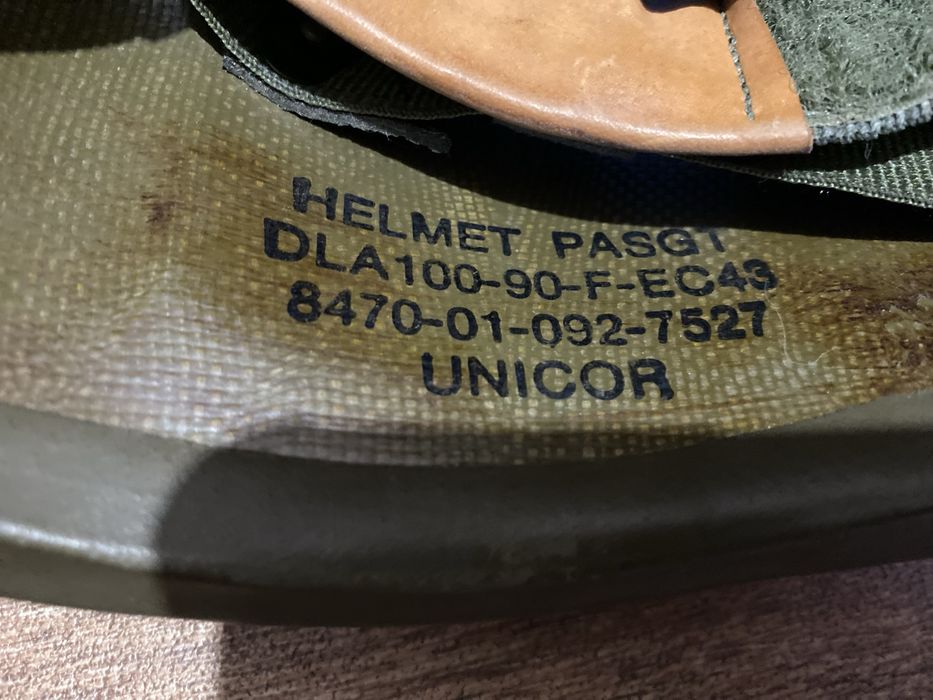 HELMET PASGT
DLA100-90-F-EC43
8470-01-092-7527
UNICOR